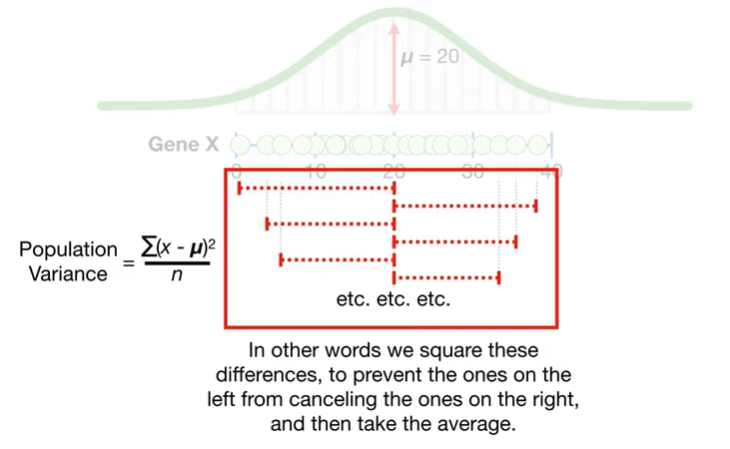 μ = 20
Gene X
0 10 20 30 40
Population Variance = Σ(x - μ)²
n
etc. etc. etc.
In other words we square these
differences, to prevent the ones on the
left from canceling the ones on the right,
and then take the average.